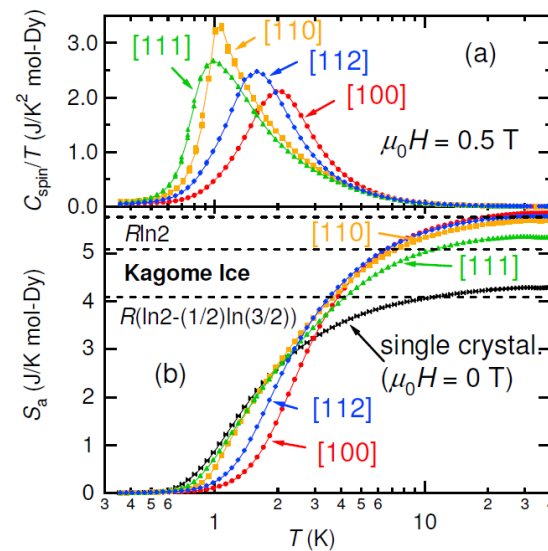 [111]
[110]
[112]
[100]
(a)
μ₀H = 0.5 T
C_spin/T (J/K² mol-Dy)
3.0
2.0
1.0
0.0
Rln2
[110]
[111]
Kagome Ice
R(ln2-(1/2)ln(3/2))
single crystal
(μ₀H = 0 T)
(b)
[112]
[100]
S_a (J/K mol-Dy)
5
4
3
2
1
0
3 4 5 6 1 2 3 4 5 6 10 2 3 4
T (K)